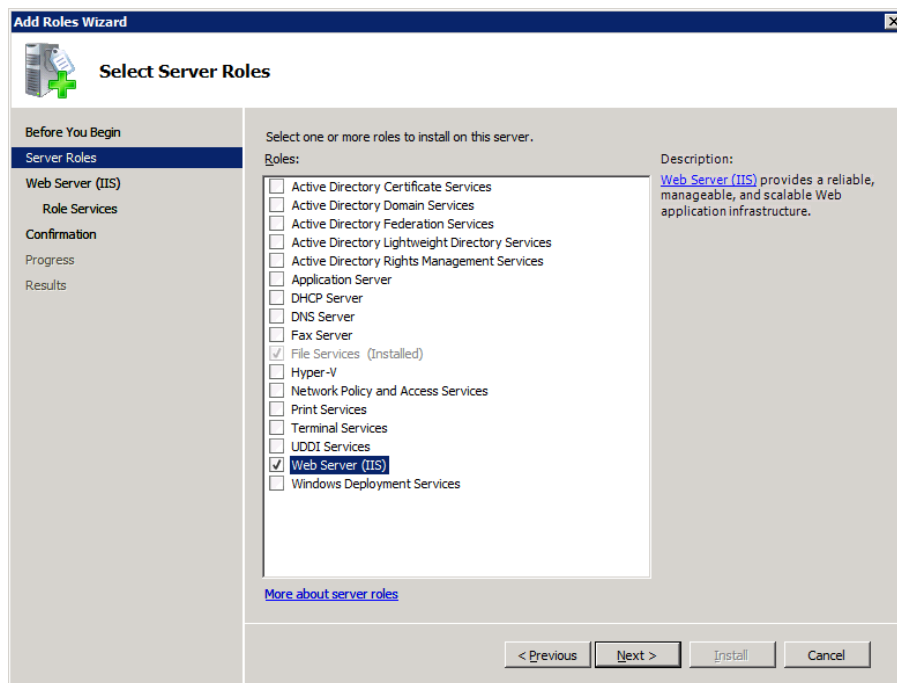 Add Roles Wizard
Select Server Roles
Before You Begin
Server Roles
Web Server (IIS)
Role Services
Confirmation
Progress
Results
Select one or more roles to install on this server.
Roles:
Active Directory Certificate Services
Active Directory Domain Services
Active Directory Federation Services
Active Directory Lightweight Directory Services
Active Directory Rights Management Services
Application Server
DHCP Server
DNS Server
Fax Server
File Services (Installed)
Hyper-V
Network Policy and Access Services
Print Services
Terminal Services
UDDI Services
Web Server (IIS)
Windows Deployment Services
More about server roles
Description:
Web Server (IIS) provides a reliable,
manageable, and scalable Web
application infrastructure.
< Previous
Next >
Install
Cancel